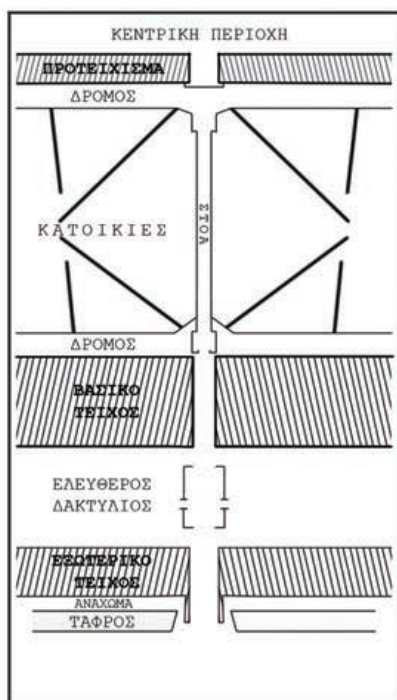 ΚΕΝΤΡΙΚΗ ΠΕΡΙΟΧΗ
ΠΡΟΤΕΙΧΙΣΜΑ
ΔΡΟΜΟΣ
ΣΤΟΑ
ΚΑΤΟΙΚΙΕΣ
ΔΡΟΜΟΣ
ΒΑΣΙΚΟ
ΤΕΙΧΟΣ
ΕΛΕΥΘΕΡΟΣ
ΔΑΚΤΥΛΙΟΣ
ΕΞΩΤΕΡΙΚΟ
ΤΕΙΧΟΣ
ΑΝΑΧΩΜΑ
ΤΑΦΡΟΣ